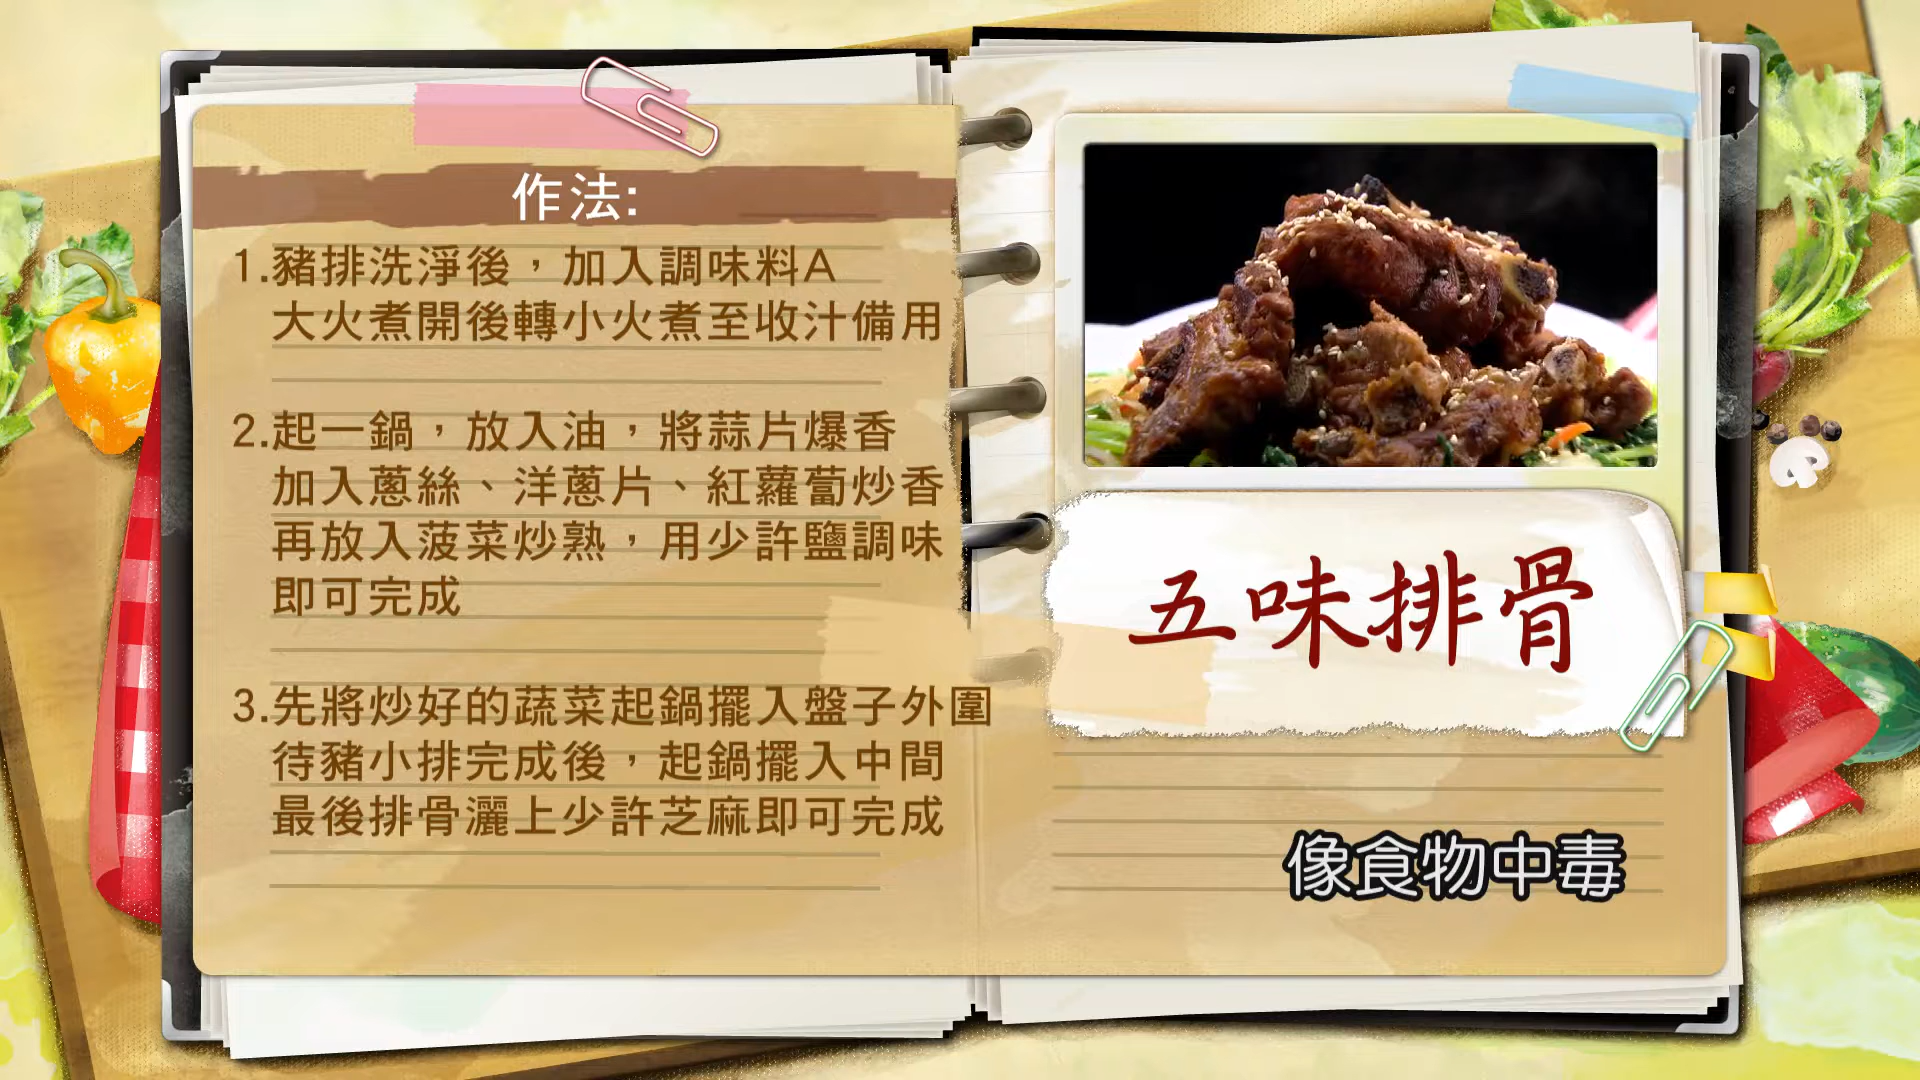 作法:
1.豬排洗淨後，加入調味料A
大火煮開後轉小火煮至收汁備用
2.起一鍋，放入油，將蒜片爆香
加入蔥絲、洋蔥片、紅蘿蔔炒香
再放入菠菜炒熟，用少許鹽調味
即可完成
3.先將炒好的蔬菜起鍋擺入盤子外圍
待豬小排完成後，起鍋擺入中間
最後排骨灑上少許芝麻即可完成
五味排骨
像食物中毒